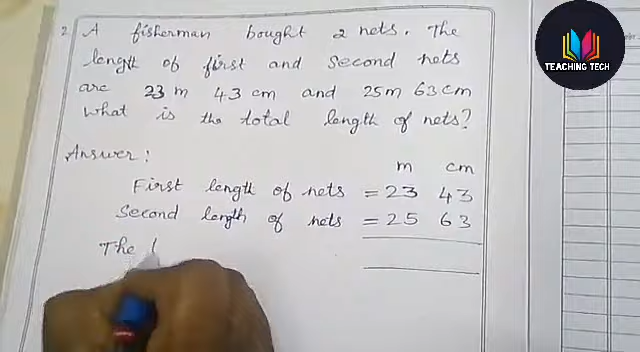 2. A fisherman bought 2 nets. The
length of first and second nets
are 23 m 43 cm and 25m 63 cm
What is the total length of nets?
Answer:
m cm
First length of nets = 23 43
Second length of nets = 25 63
The l
TEACHING TECH